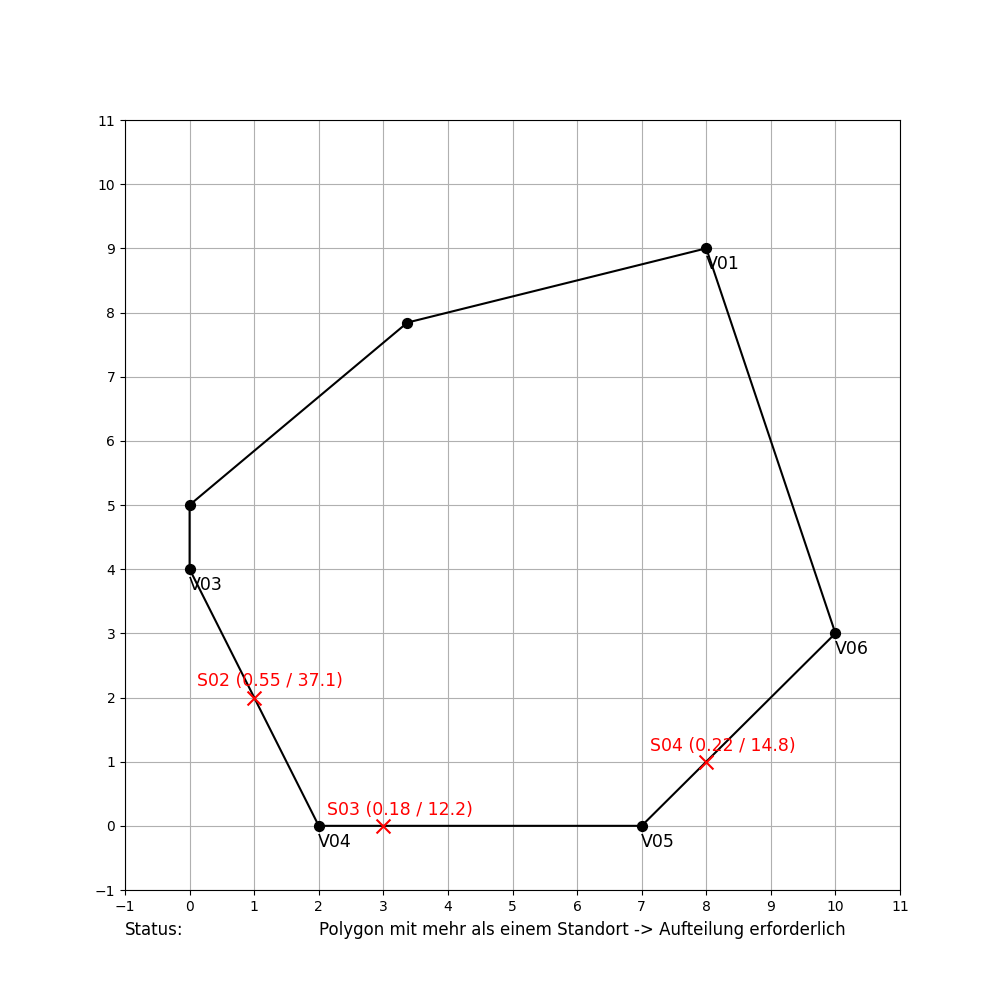 11
10
9
V01
8
7
6
5
4
V03
3
V06
S02 (0.55 / 37.1)
2
S04 (0.22 / 14.8)
1
S03 (0.18 / 12.2)
0
V04
V05
−1
−1 0 1 2 3 4 5 6 7 8 9 10 11
Status: Polygon mit mehr als einem Standort -> Aufteilung erforderlich